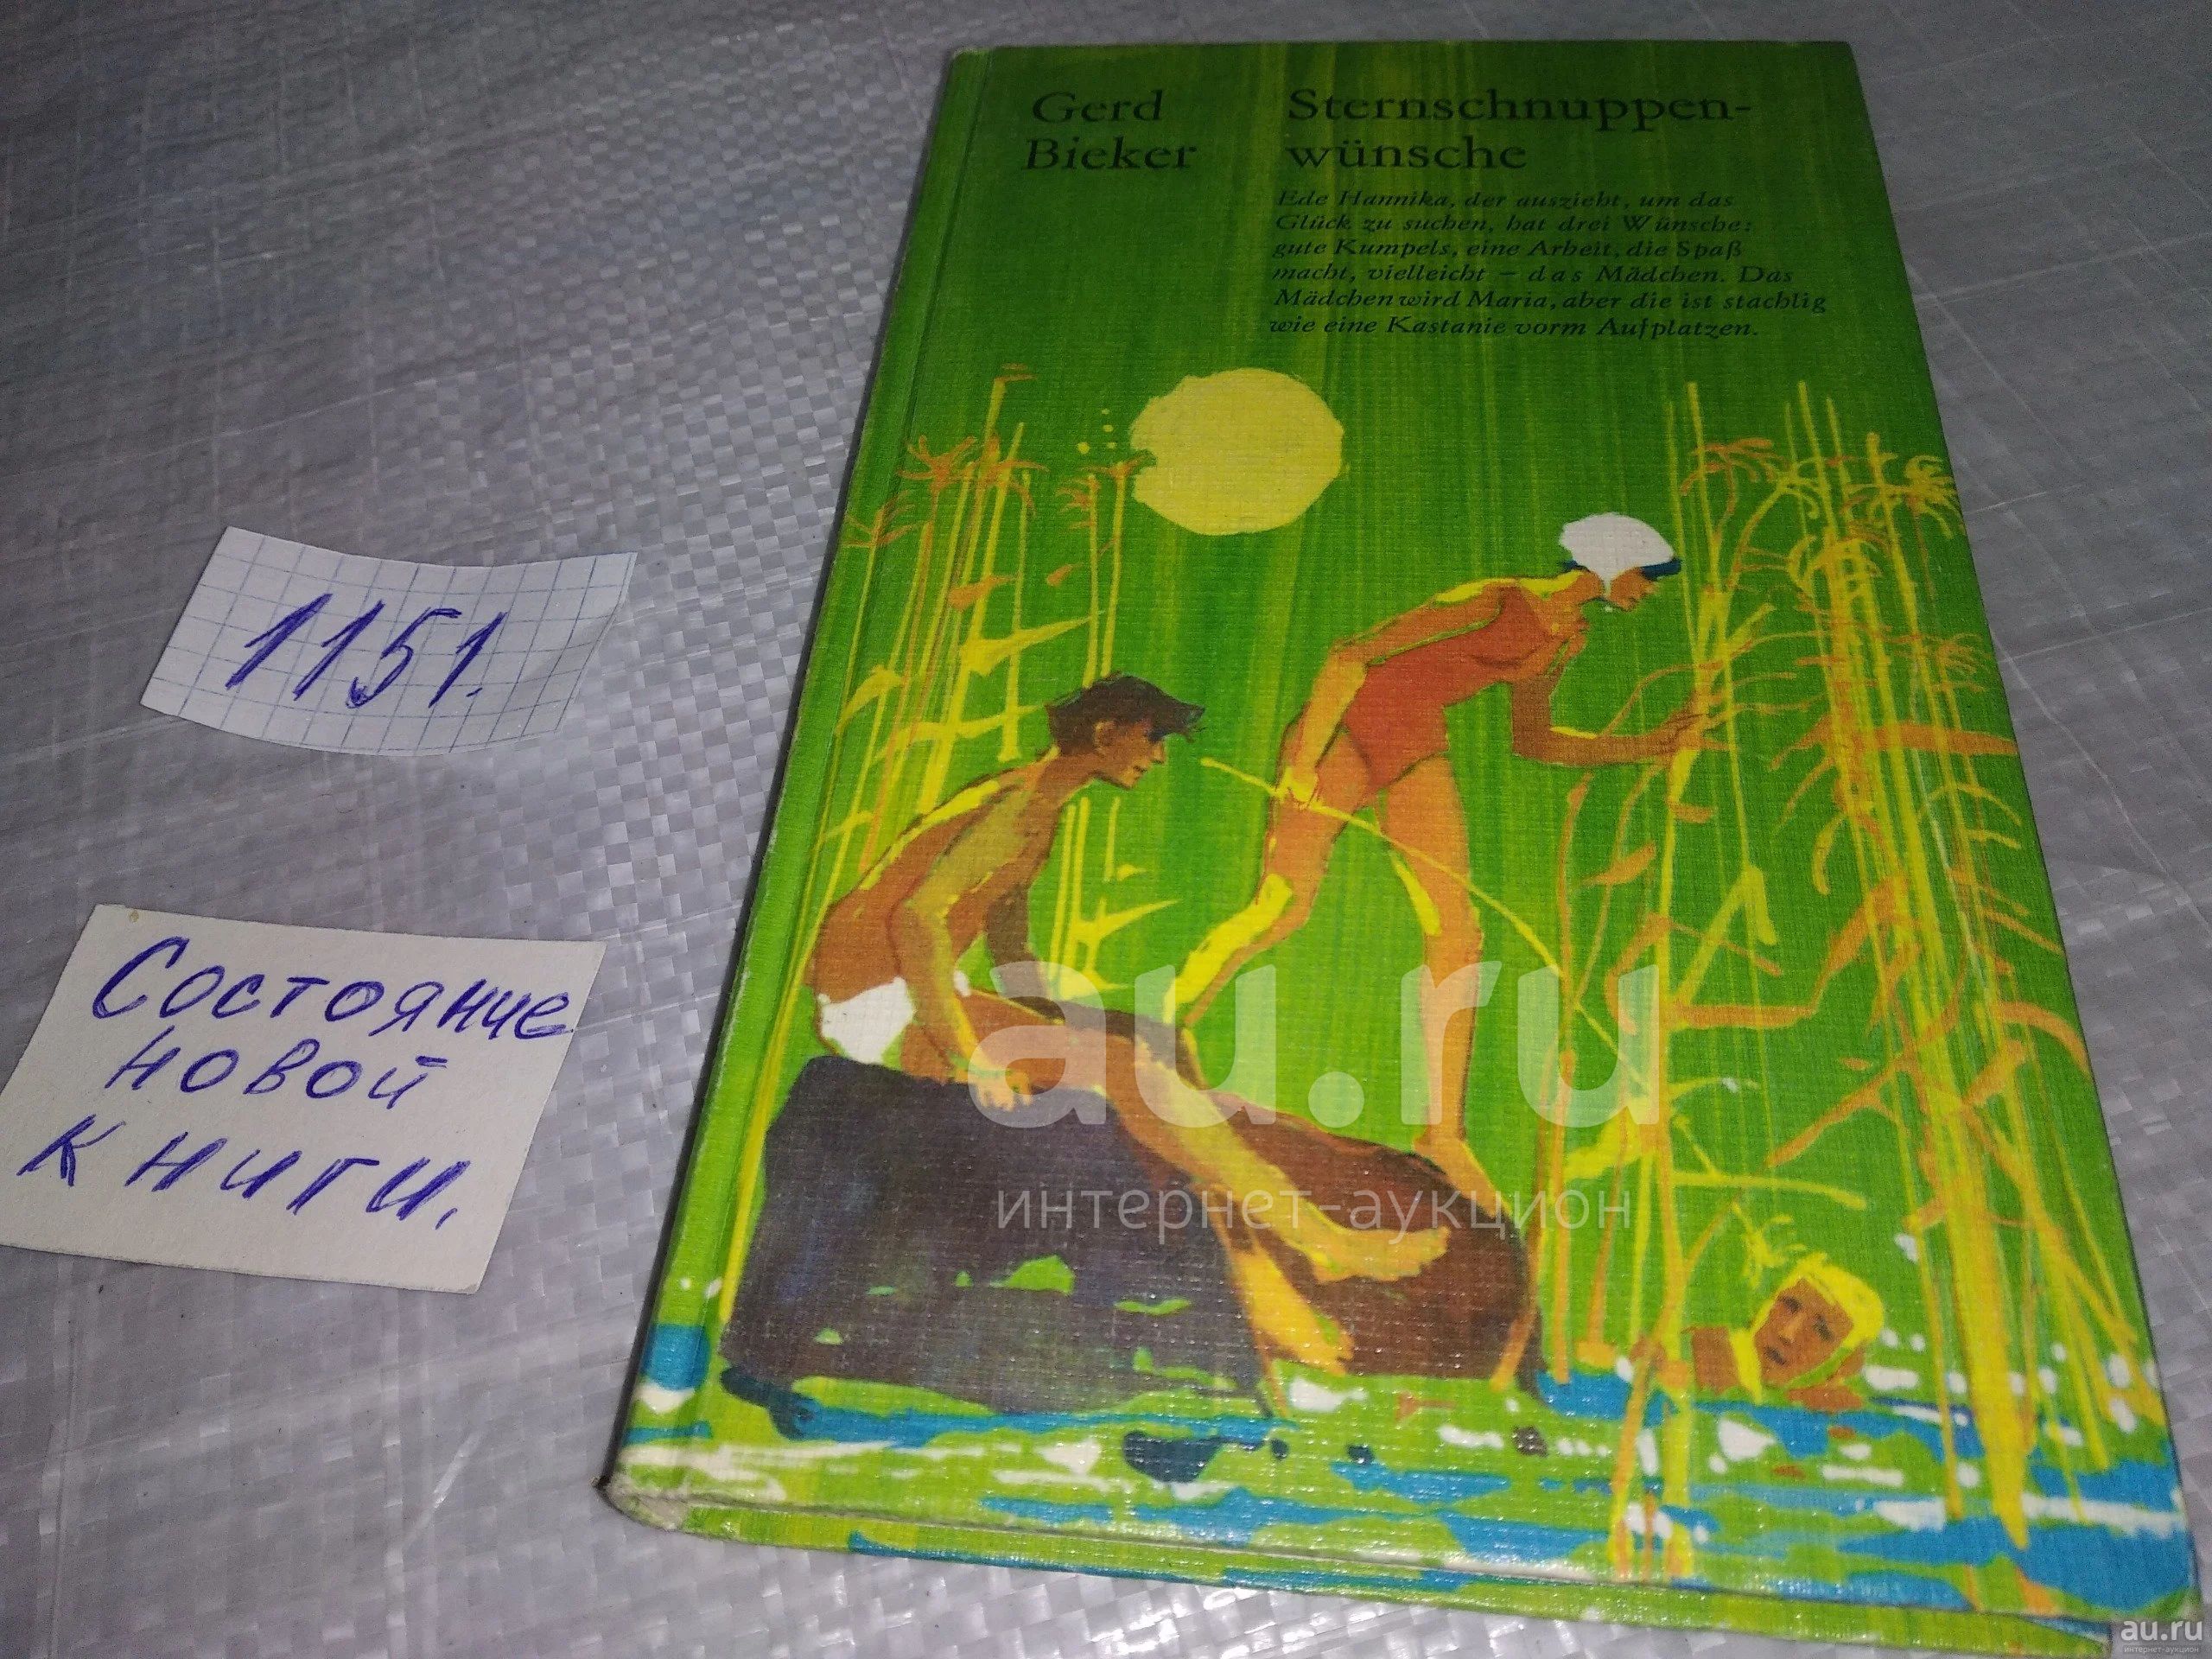 Gerd
Bieker
Sternschnuppen-
wünsche
Ede Hannika, der auszieht, um das
Glück zu suchen, hat drei Wünsche:
gute Kumpels, eine Arbeit, die Spaß
macht, vielleicht – das Mädchen. Das
Mädchen wird Maria, aber die ist stachlig
wie eine Kastanie vorm Aufplatzen.
1151.
Состояние
новой
книги.
au.ru
интернет-аукцион
au.ru
интернет-аукцион